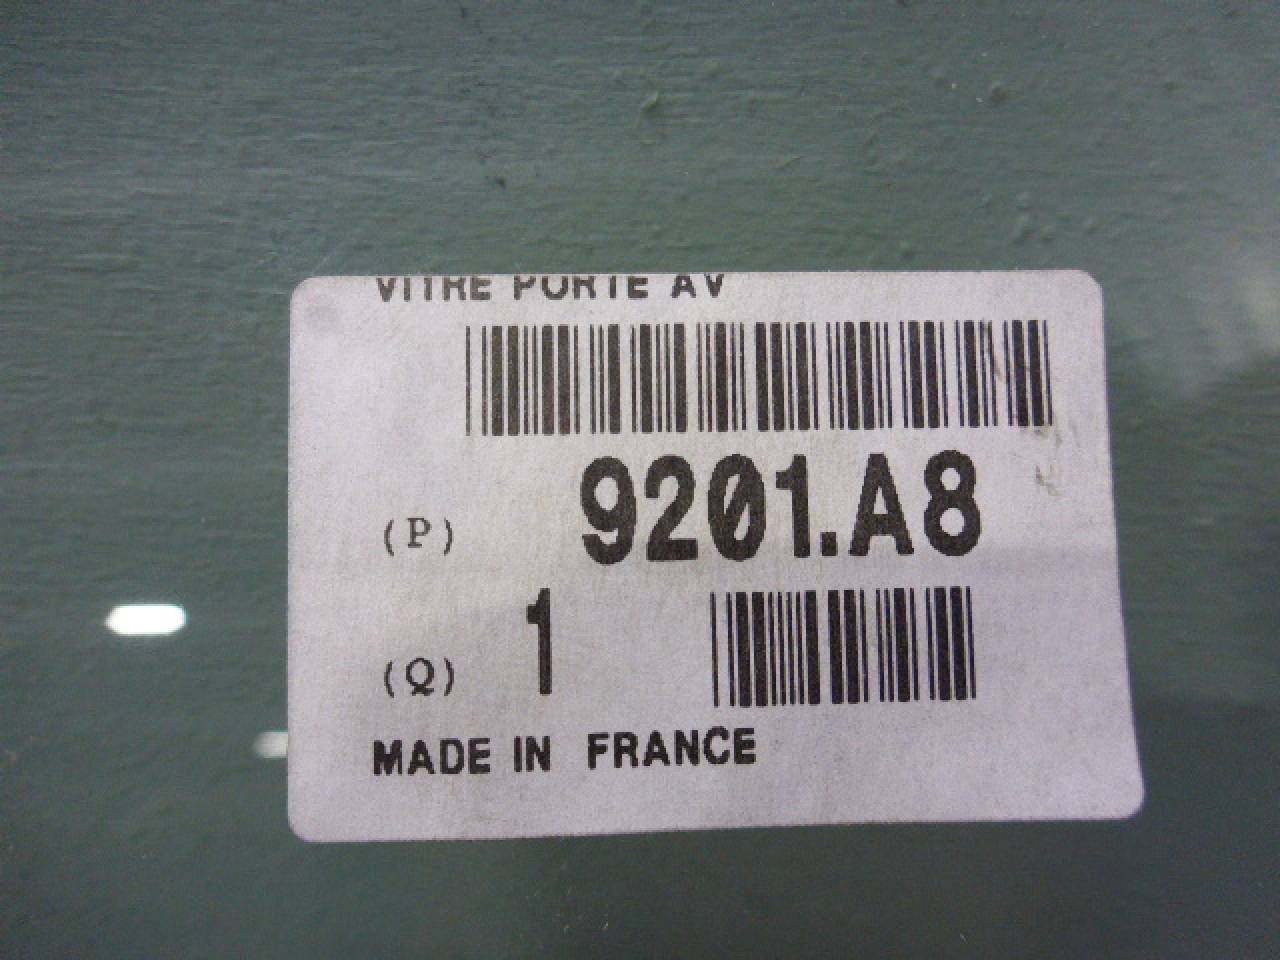 VITRE PORTE AV
(P) 9201.A8
(Q) 1
MADE IN FRANCE